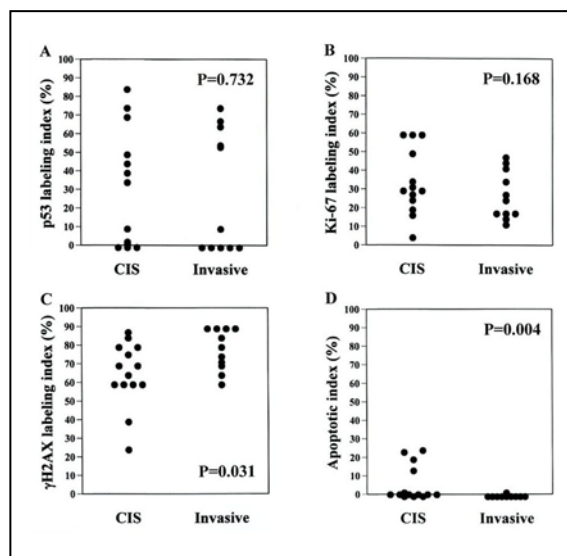 A
P=0.732
p53 labeling index (%)
100
90
80
70
60
50
40
30
20
10
0
CIS Invasive
B
P=0.168
Ki-67 labeling index (%)
100
90
80
70
60
50
40
30
20
10
0
CIS Invasive
C
γH2AX labeling index (%)
100
90
80
70
60
50
40
30
20
10
0
P=0.031
CIS Invasive
D
P=0.004
Apoptotic index (%)
100
90
80
70
60
50
40
30
20
10
0
CIS Invasive